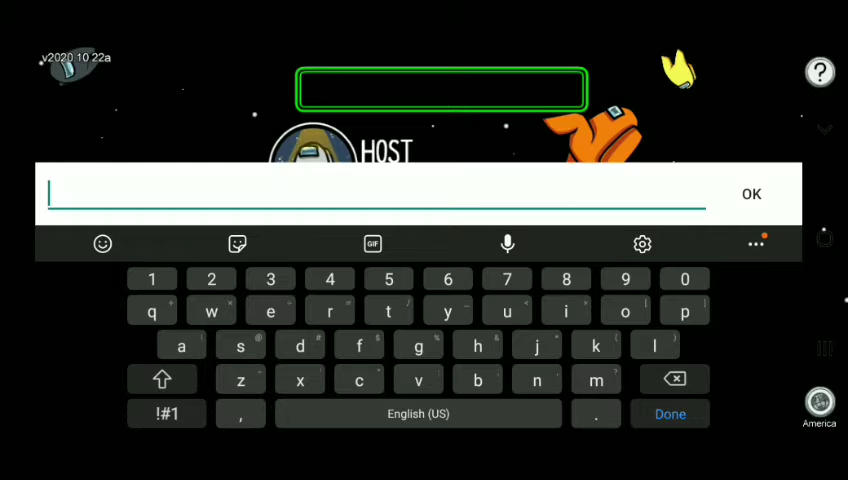 v2020.10.22a
?
HOST
OK
GIF
1 2 3 4 5 6 7 8 9 0
q w e r t y u i o p
a s d f g h j k l
z x c v b n m
!#1 , English (US) . Done
America